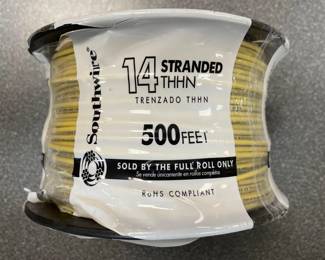 Southwire
14 STRANDED
THHN
TRENZADO THHN
500 FEET
SOLD BY THE FULL ROLL ONLY
Se vende únicamente en rollos completos
RoHS COMPLIANT